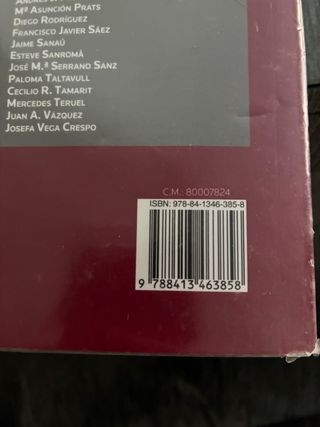 Mª Asunción Prats
Diego Rodríguez
Francisco Javier Sáez
Jaime Sanaú
Esteve Sanromá
José M.ª Serrano Sanz
Paloma Taltavull
Cecilio R. Tamarit
Mercedes Teruel
Juan A. Vázquez
Josefa Vega Crespo
C.M.: 80007824
ISBN: 978-84-1346-385-8
9 788413 463858